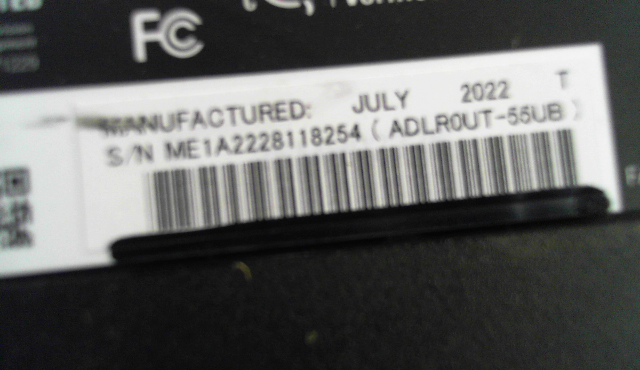 FC
MANUFACTURED: JULY 2022 T
S/N ME1A2228118254 ( ADLR0UT-55UB )